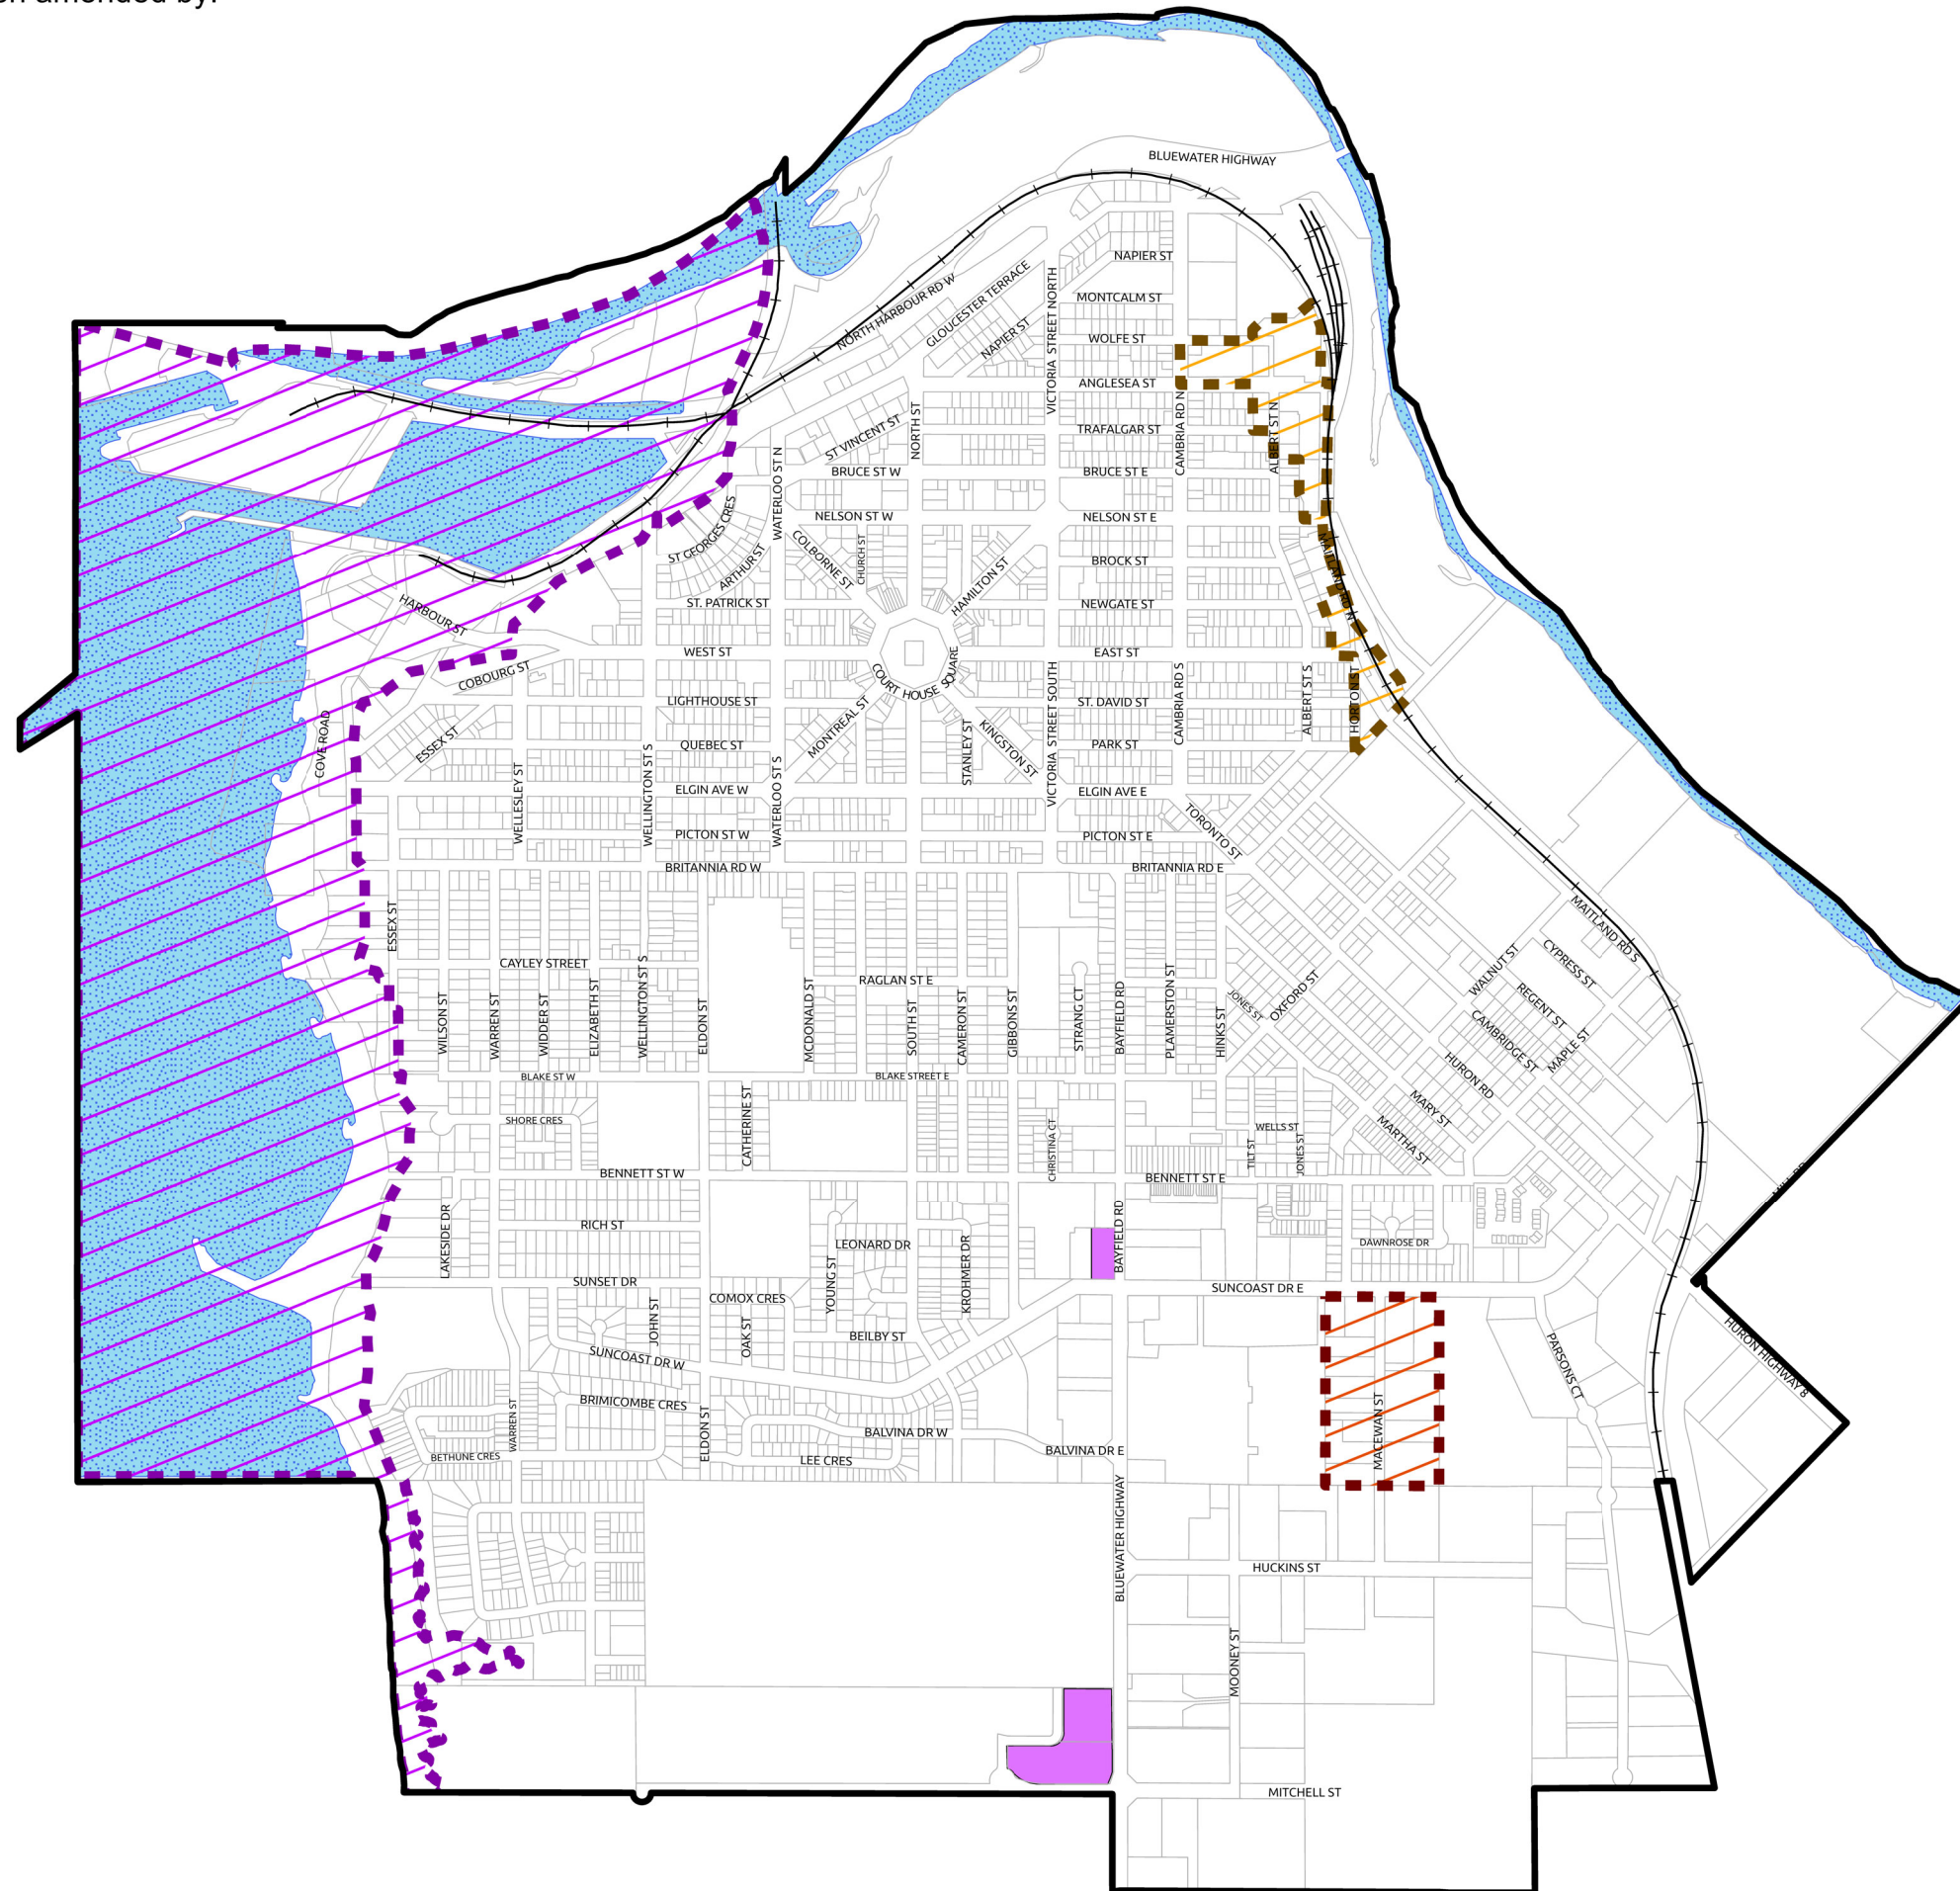 en amended by:
BLUEWATER HIGHWAY
NAPIER ST
MONTCALM ST
GLOUCESTER TERRACE
NORTH HARBOUR RD W
NAPIER ST
WOLFE ST
VICTORIA STREET NORTH
ANGLESEA ST
CAMBRIA RD N
ALBERT ST N
TRAFALGAR ST
ST VINCENT ST
NORTH ST
BRUCE ST W
BRUCE ST E
WATERLOO ST N
NELSON ST W
NELSON ST E
ST GEORGES CRES
ARTHUR ST
COLBORNE ST
CHURCH ST
HAMILTON ST
BROCK ST
MAITLAND RD N
HARBOUR ST
ST. PATRICK ST
NEWGATE ST
WEST ST
EAST ST
COURT HOUSE SQUARE
COBOURG ST
LIGHTHOUSE ST
ST. DAVID ST
CAMBRIA RD S
ALBERT ST S
HORTON ST
VICTORIA STREET SOUTH
MONTREAL ST
STANLEY ST
KINGSTON ST
COVE ROAD
ESSEX ST
QUEBEC ST
PARK ST
WELLESLEY ST
WELLINGTON ST S
WATERLOO ST S
ELGIN AVE W
ELGIN AVE E
TORONTO ST
PICTON ST W
PICTON ST E
BRITANNIA RD W
BRITANNIA RD E
ESSEX ST
CAYLEY STREET
RAGLAN ST E
MAITLAND RD S
WALNUT ST
CYPRESS ST
REGENT ST
CAMBRIDGE ST
MAPLE ST
OXFORD ST
JONES ST
WILSON ST
WARREN ST
WIDDER ST
ELIZABETH ST
WELLINGTON ST S
ELDON ST
MCDONALD ST
SOUTH ST
CAMERON ST
GIBBONS ST
STRANG CT
BAYFIELD RD
PLAMERSTON ST
HINKS ST
HURON RD
BLAKE ST W
BLAKE STREET E
MARY ST
MARTHA ST
SHORE CRES
CATHERINE ST
CHRISTINA CT
WELLS ST
TILT ST
JONES ST
BENNETT ST W
BENNETT ST E
LAKESIDE DR
RICH ST
LEONARD DR
YOUNG ST
KROHMER DR
BAYFIELD RD
DAWNROSE DR
SUNSET DR
SUNCOAST DR E
COMOX CRES
JOHN ST
OAK ST
BEILBY ST
SUNCOAST DR W
PARSONS CT
HURON HIGHWAY 8
BRIMICOMBE CRES
WARREN ST
ELDON ST
MACEWAN ST
BALVINA DR W
BALVINA DR E
BETHUNE CRES
LEE CRES
BLUEWATER HIGHWAY
HUCKINS ST
MOONEY ST
MITCHELL ST